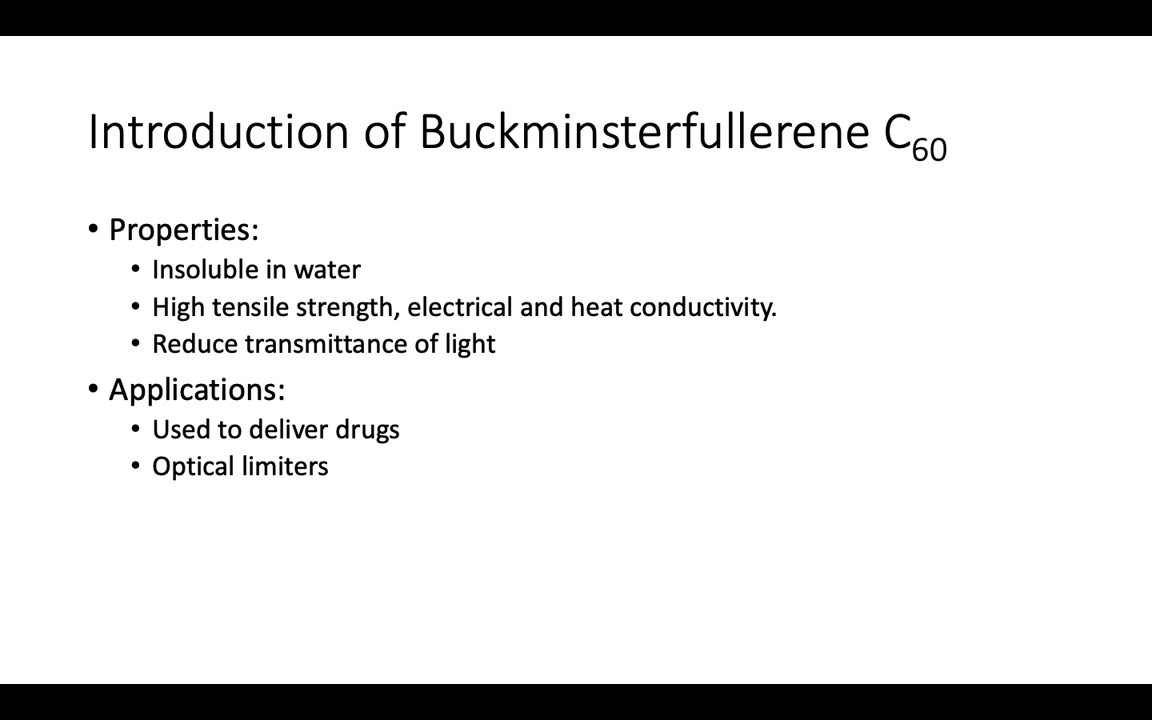 Introduction of Buckminsterfullerene C₆₀
• Properties:
• Insoluble in water
• High tensile strength, electrical and heat conductivity.
• Reduce transmittance of light
• Applications:
• Used to deliver drugs
• Optical limiters